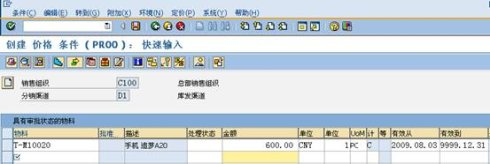 条件(C) 编辑(E) 转到(G) 附加(X) 环境(N) 定价(P) 系统(Y) 帮助(H)
创建 价格 条件 (PR00): 快速输入
销售组织 C100 总部销售组织
分销渠道 D1 库发渠道
具有审批状态的物料
物料 批准... 描述 处理状态 金额 单位 单位 UoM 计 等 有效从 有效到
T-M10020 手机 追梦A20 600.00 CNY 1 PC C 2009.08.03 9999.12.31